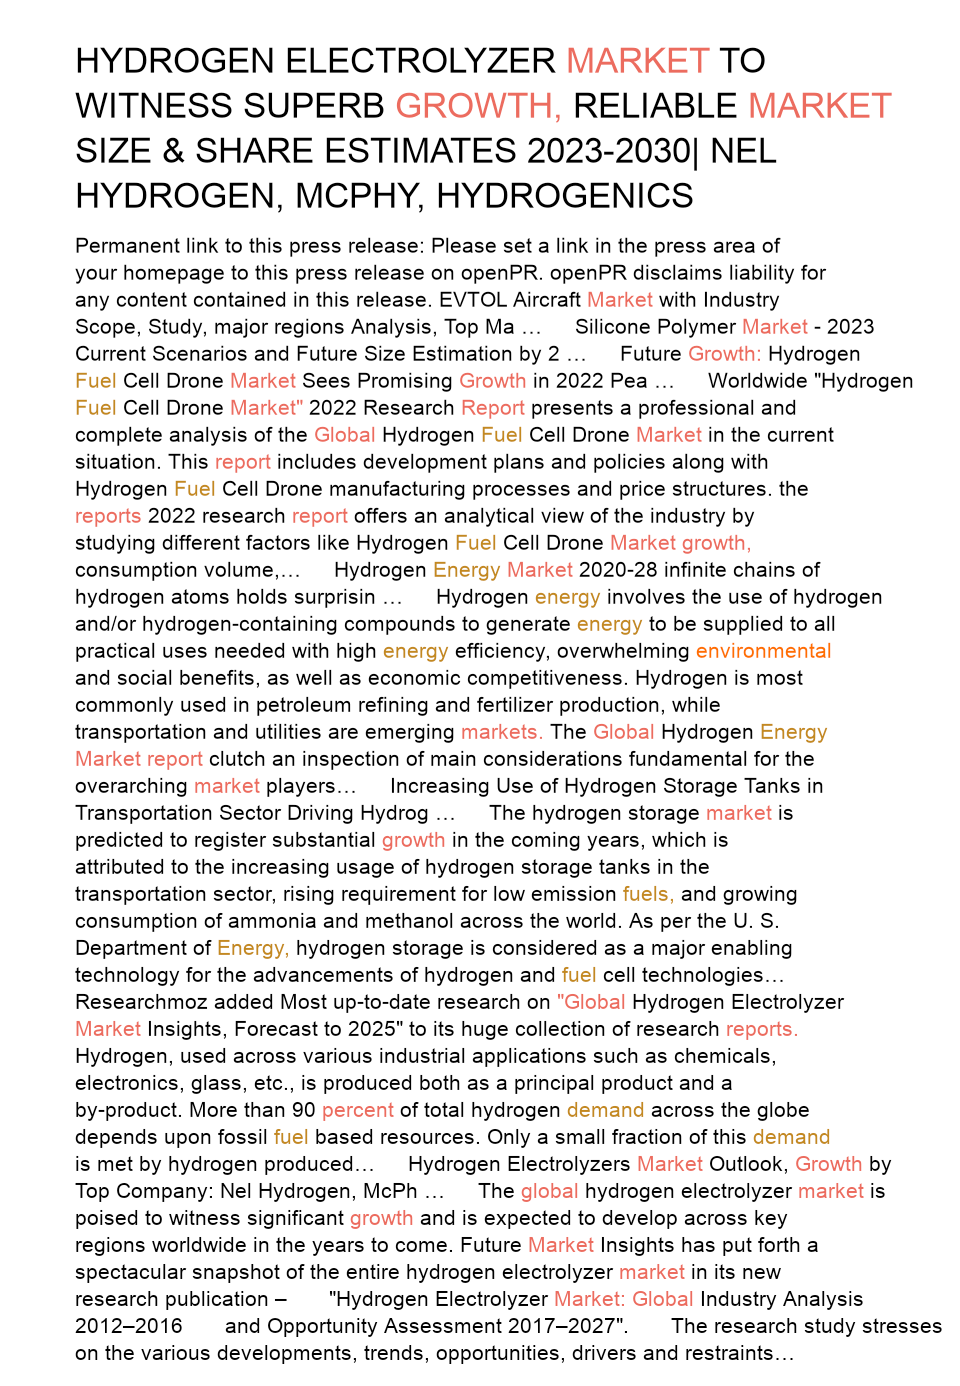 HYDROGEN ELECTROLYZER MARKET TO
WITNESS SUPERB GROWTH, RELIABLE MARKET
SIZE & SHARE ESTIMATES 2023-2030| NEL
HYDROGEN, MCPHY, HYDROGENICS
Permanent link to this press release: Please set a link in the press area of
your homepage to this press release on openPR. openPR disclaims liability for
any content contained in this release. EVTOL Aircraft Market with Industry
Scope, Study, major regions Analysis, Top Ma … Silicone Polymer Market - 2023
Current Scenarios and Future Size Estimation by 2 … Future Growth: Hydrogen
Fuel Cell Drone Market Sees Promising Growth in 2022 Pea … Worldwide "Hydrogen
Fuel Cell Drone Market" 2022 Research Report presents a professional and
complete analysis of the Global Hydrogen Fuel Cell Drone Market in the current
situation. This report includes development plans and policies along with
Hydrogen Fuel Cell Drone manufacturing processes and price structures. the
reports 2022 research report offers an analytical view of the industry by
studying different factors like Hydrogen Fuel Cell Drone Market growth,
consumption volume,… Hydrogen Energy Market 2020-28 infinite chains of
hydrogen atoms holds surprisin … Hydrogen energy involves the use of hydrogen
and/or hydrogen-containing compounds to generate energy to be supplied to all
practical uses needed with high energy efficiency, overwhelming environmental
and social benefits, as well as economic competitiveness. Hydrogen is most
commonly used in petroleum refining and fertilizer production, while
transportation and utilities are emerging markets. The Global Hydrogen Energy
Market report clutch an inspection of main considerations fundamental for the
overarching market players… Increasing Use of Hydrogen Storage Tanks in
Transportation Sector Driving Hydrog … The hydrogen storage market is
predicted to register substantial growth in the coming years, which is
attributed to the increasing usage of hydrogen storage tanks in the
transportation sector, rising requirement for low emission fuels, and growing
consumption of ammonia and methanol across the world. As per the U. S.
Department of Energy, hydrogen storage is considered as a major enabling
technology for the advancements of hydrogen and fuel cell technologies…
Researchmoz added Most up-to-date research on "Global Hydrogen Electrolyzer
Market Insights, Forecast to 2025" to its huge collection of research reports.
Hydrogen, used across various industrial applications such as chemicals,
electronics, glass, etc., is produced both as a principal product and a
by-product. More than 90 percent of total hydrogen demand across the globe
depends upon fossil fuel based resources. Only a small fraction of this demand
is met by hydrogen produced… Hydrogen Electrolyzers Market Outlook, Growth by
Top Company: Nel Hydrogen, McPh … The global hydrogen electrolyzer market is
poised to witness significant growth and is expected to develop across key
regions worldwide in the years to come. Future Market Insights has put forth a
spectacular snapshot of the entire hydrogen electrolyzer market in its new
research publication – "Hydrogen Electrolyzer Market: Global Industry Analysis
2012–2016 and Opportunity Assessment 2017–2027". The research study stresses
on the various developments, trends, opportunities, drivers and restraints…